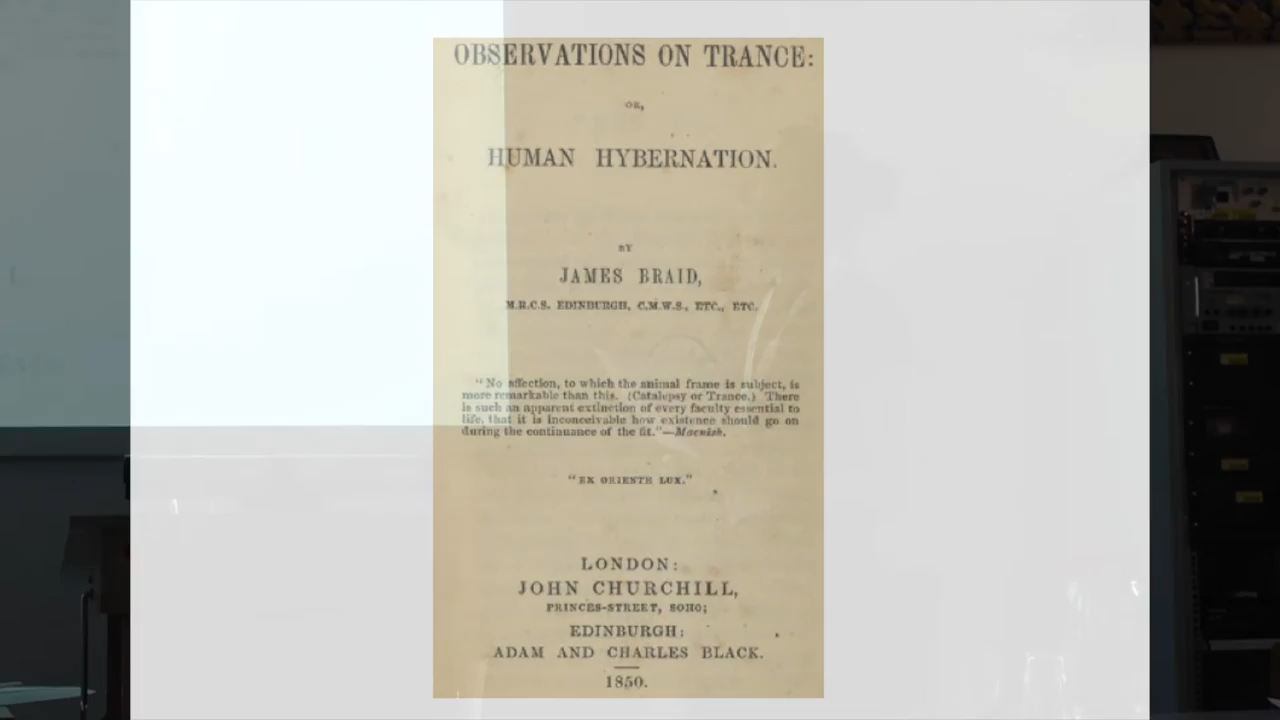 OBSERVATIONS ON TRANCE:
OR,
HUMAN HYBERNATION.
BY
JAMES BRAID,
M.R.C.S. EDINBURGH, C.M.W.S., ETC., ETC.
"No affection, to which the animal frame is subject, is
more remarkable than this. (Catalepsy or Trance.) There
is such an apparent extinction of every faculty essential to
life, that it is inconceivable how existence should go on
during the continuance of the fit."—Macnish.
"EX ORIENTE LUX."
LONDON:
JOHN CHURCHILL,
PRINCES-STREET, SOHO;
EDINBURGH:
ADAM AND CHARLES BLACK.
1850.